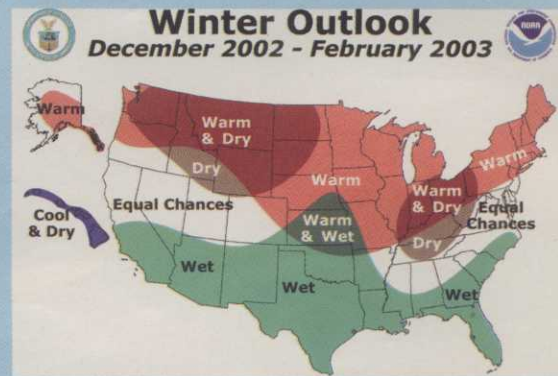 Winter Outlook
December 2002 - February 2003
NOAA
Warm
Warm
& Dry
Dry
Warm
Warm
Equal Chances
Warm
& Wet
Warm
& Dry
Dry
Equal
Chances
Cool
& Dry
Wet
Wet
Wet